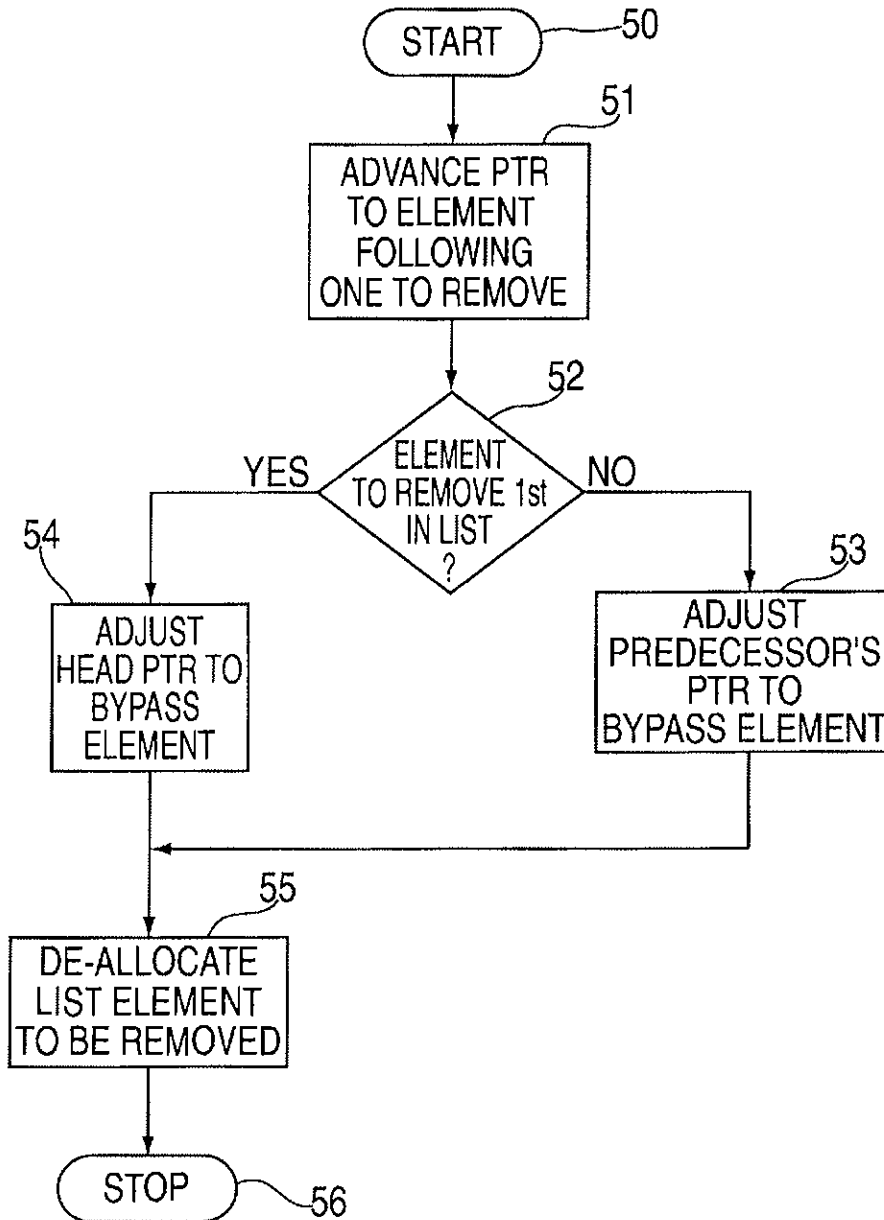 START
50
51
ADVANCE PTR
TO ELEMENT
FOLLOWING
ONE TO REMOVE
52
ELEMENT
TO REMOVE 1st
IN LIST
?
YES
NO
54
ADJUST
HEAD PTR TO
BYPASS
ELEMENT
53
ADJUST
PREDECESSOR'S
PTR TO
BYPASS ELEMENT
55
DE-ALLOCATE
LIST ELEMENT
TO BE REMOVED
STOP
56